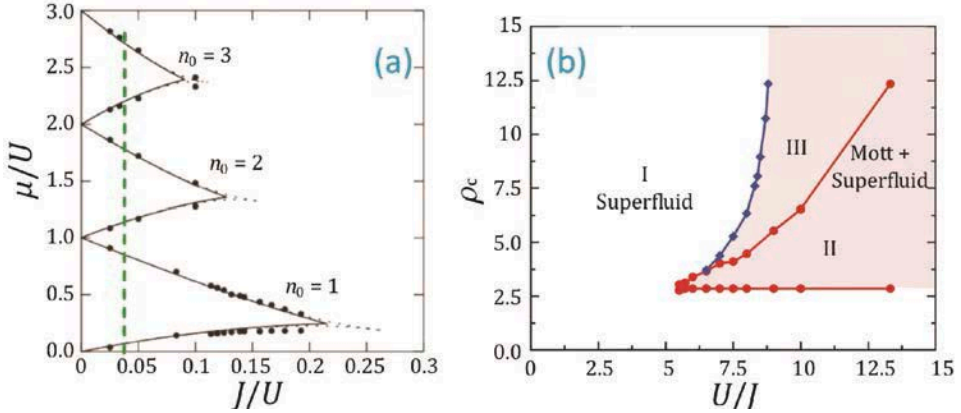 (a)
μ/U
3.0
2.5
2.0
1.5
1.0
0.5
0.0
n₀ = 3
n₀ = 2
n₀ = 1
0
0.05
0.1
0.15
0.2
0.25
0.3
J/U
(b)
ρc
15
12.5
10
7.5
5.0
2.5
0
I
Superfluid
III
Mott +
Superfluid
II
0
2.5
5
7.5
10
12.5
15
U/J